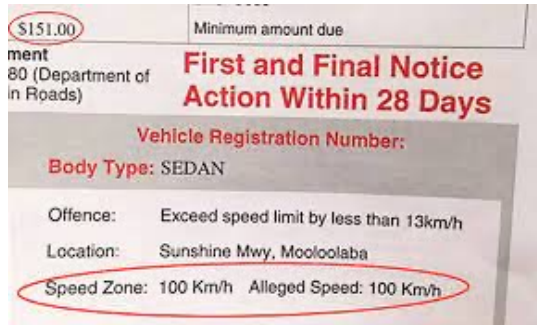 $151.00
Minimum amount due
ment
80 (Department of
in Roads)
First and Final Notice
Action Within 28 Days
Vehicle Registration Number:
Body Type: SEDAN
Offence: Exceed speed limit by less than 13km/h
Location: Sunshine Mwy, Mooloolaba
Speed Zone: 100 Km/h Alleged Speed: 100 Km/h